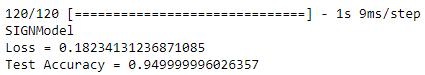 120/120 [==============================] - 1s 9ms/step
SIGNModel
Loss = 0.18234131236871085
Test Accuracy = 0.949999996026357